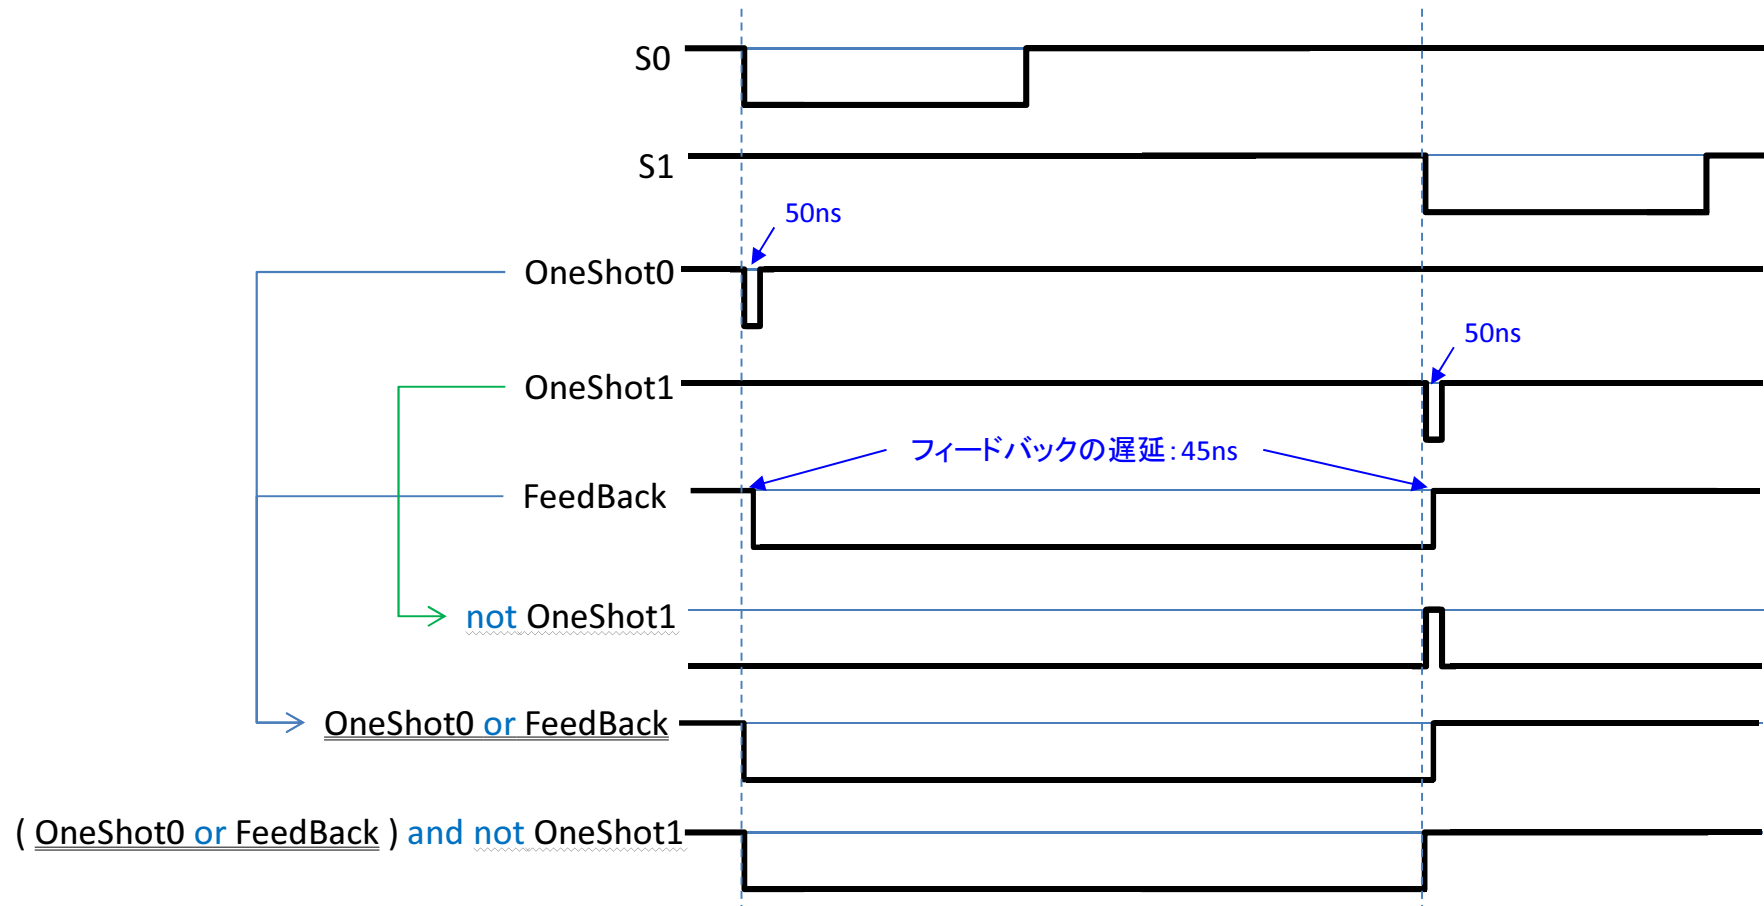 S0
S1
50ns
OneShot0
50ns
OneShot1
フィードバックの遅延：45ns
FeedBack
not OneShot1
OneShot0 or FeedBack
( OneShot0 or FeedBack ) and not OneShot1